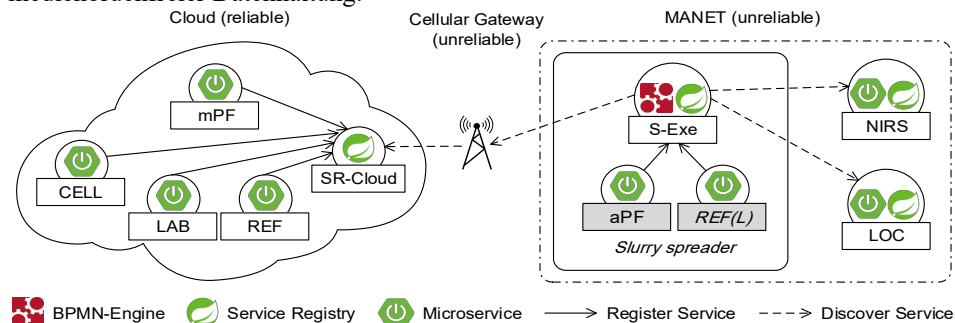 Cloud (reliable)
Cellular Gateway
(unreliable)
MANET (unreliable)
mPF
CELL
LAB
REF
SR-Cloud
S-Exe
aPF
REF(L)
Slurry spreader
NIRS
LOC
BPMN-Engine
Service Registry
Microservice
Register Service
Discover Service